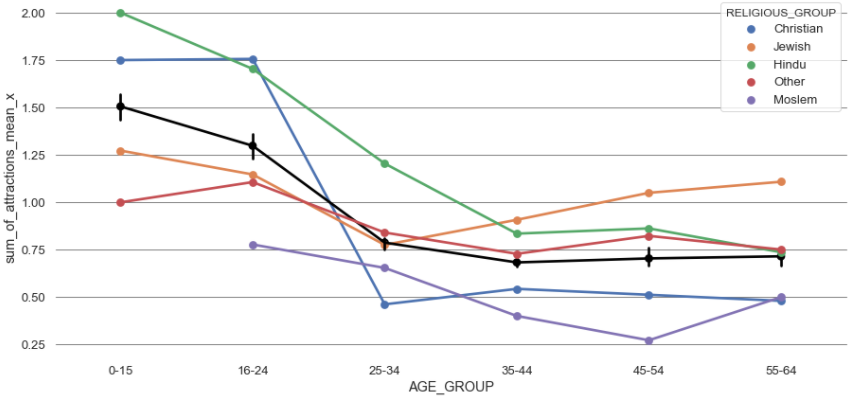 2.00
1.75
1.50
1.25
1.00
0.75
0.50
0.25
sum_of_attractions_mean_x
0-15
16-24
25-34
35-44
45-54
55-64
AGE_GROUP
RELIGIOUS_GROUP
Christian
Jewish
Hindu
Other
Moslem